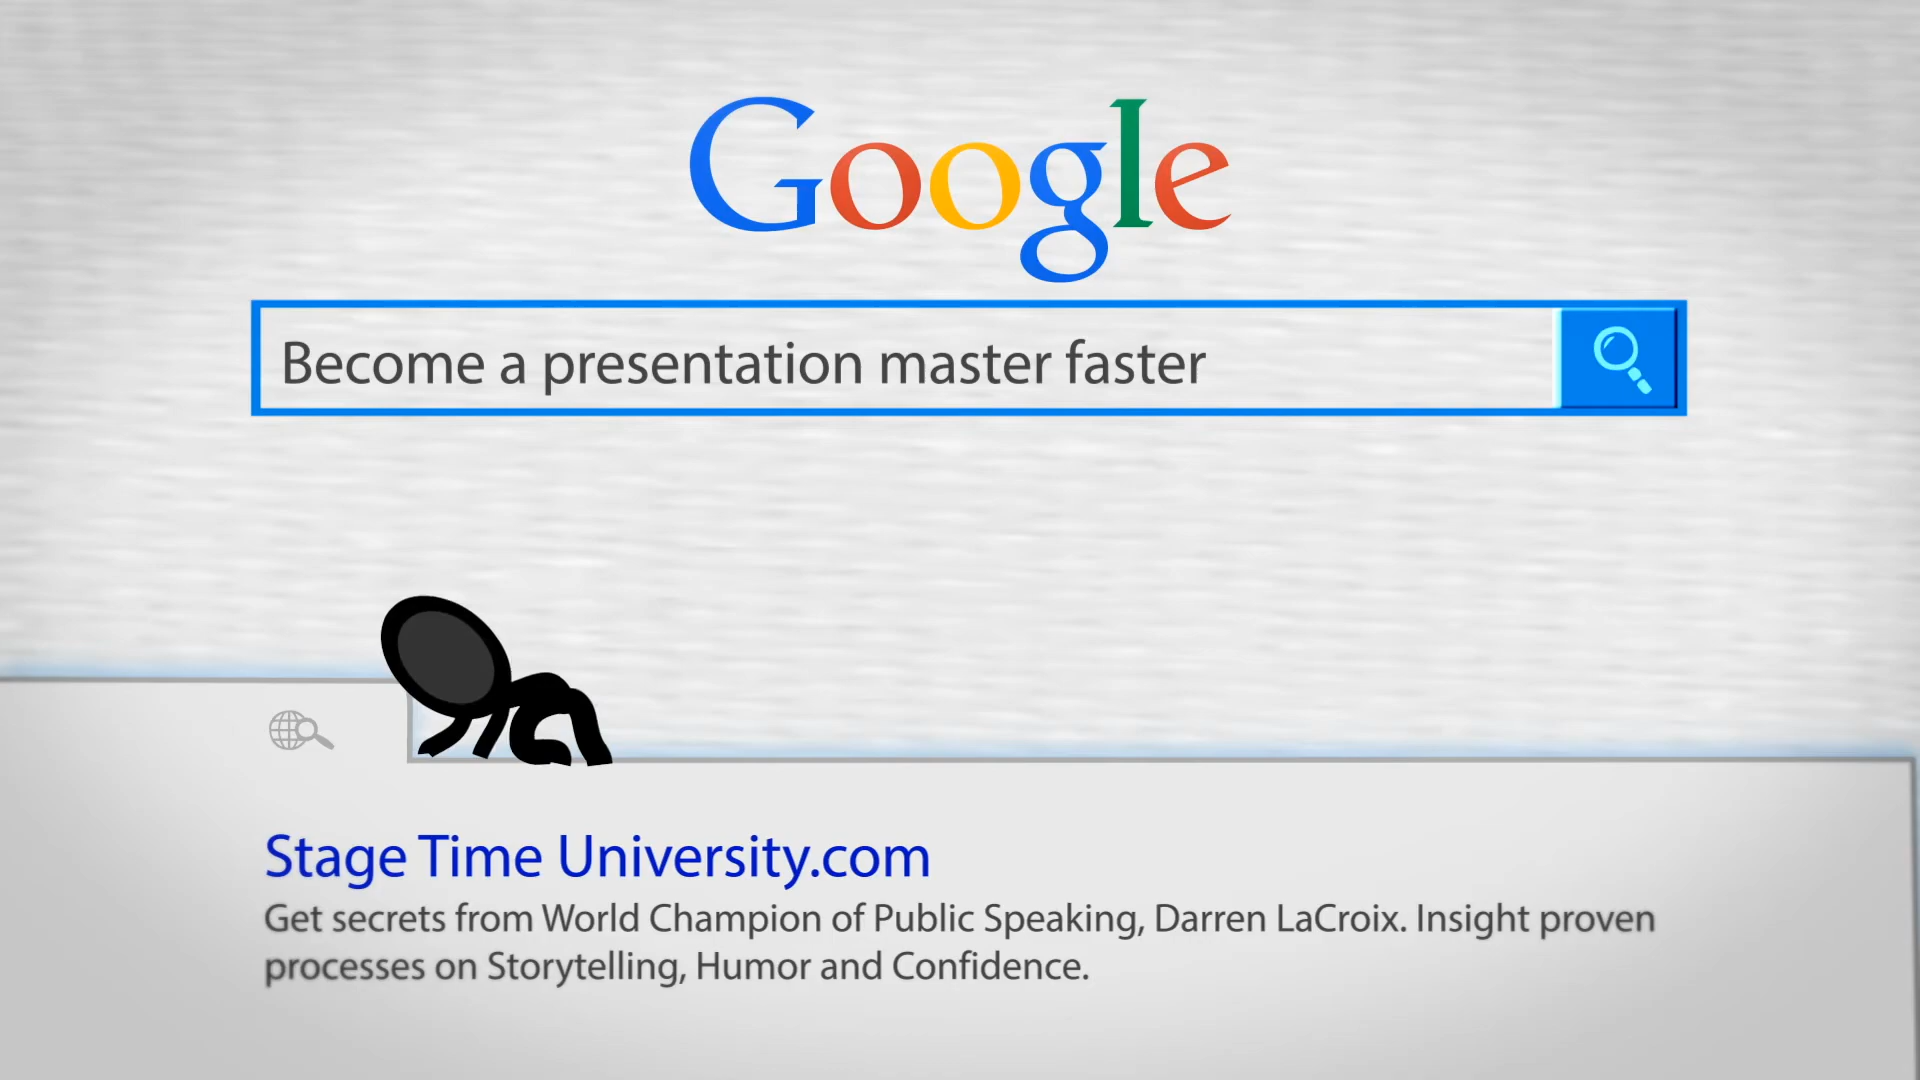 Google
Become a presentation master faster
Stage Time University.com
Get secrets from World Champion of Public Speaking, Darren LaCroix. Insight proven
processes on Storytelling, Humor and Confidence.